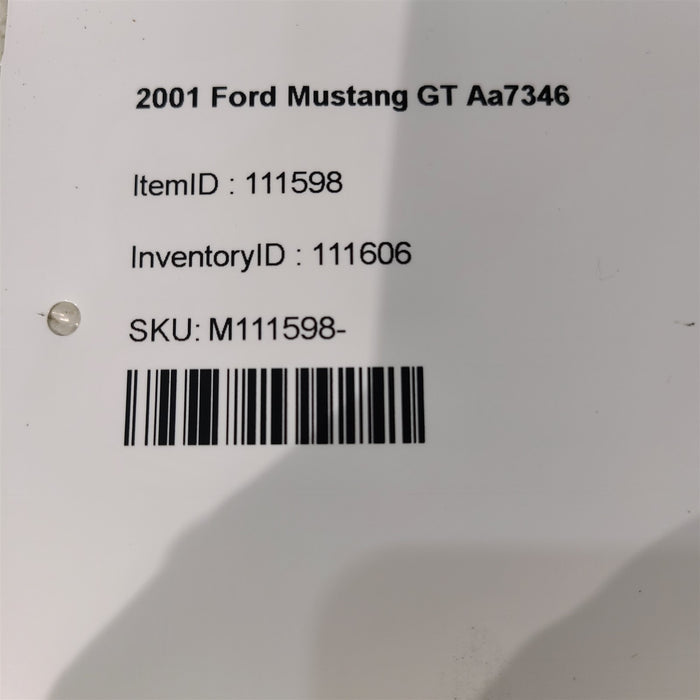 2001 Ford Mustang GT Aa7346
ItemID : 111598
InventoryID : 111606
SKU: M111598-